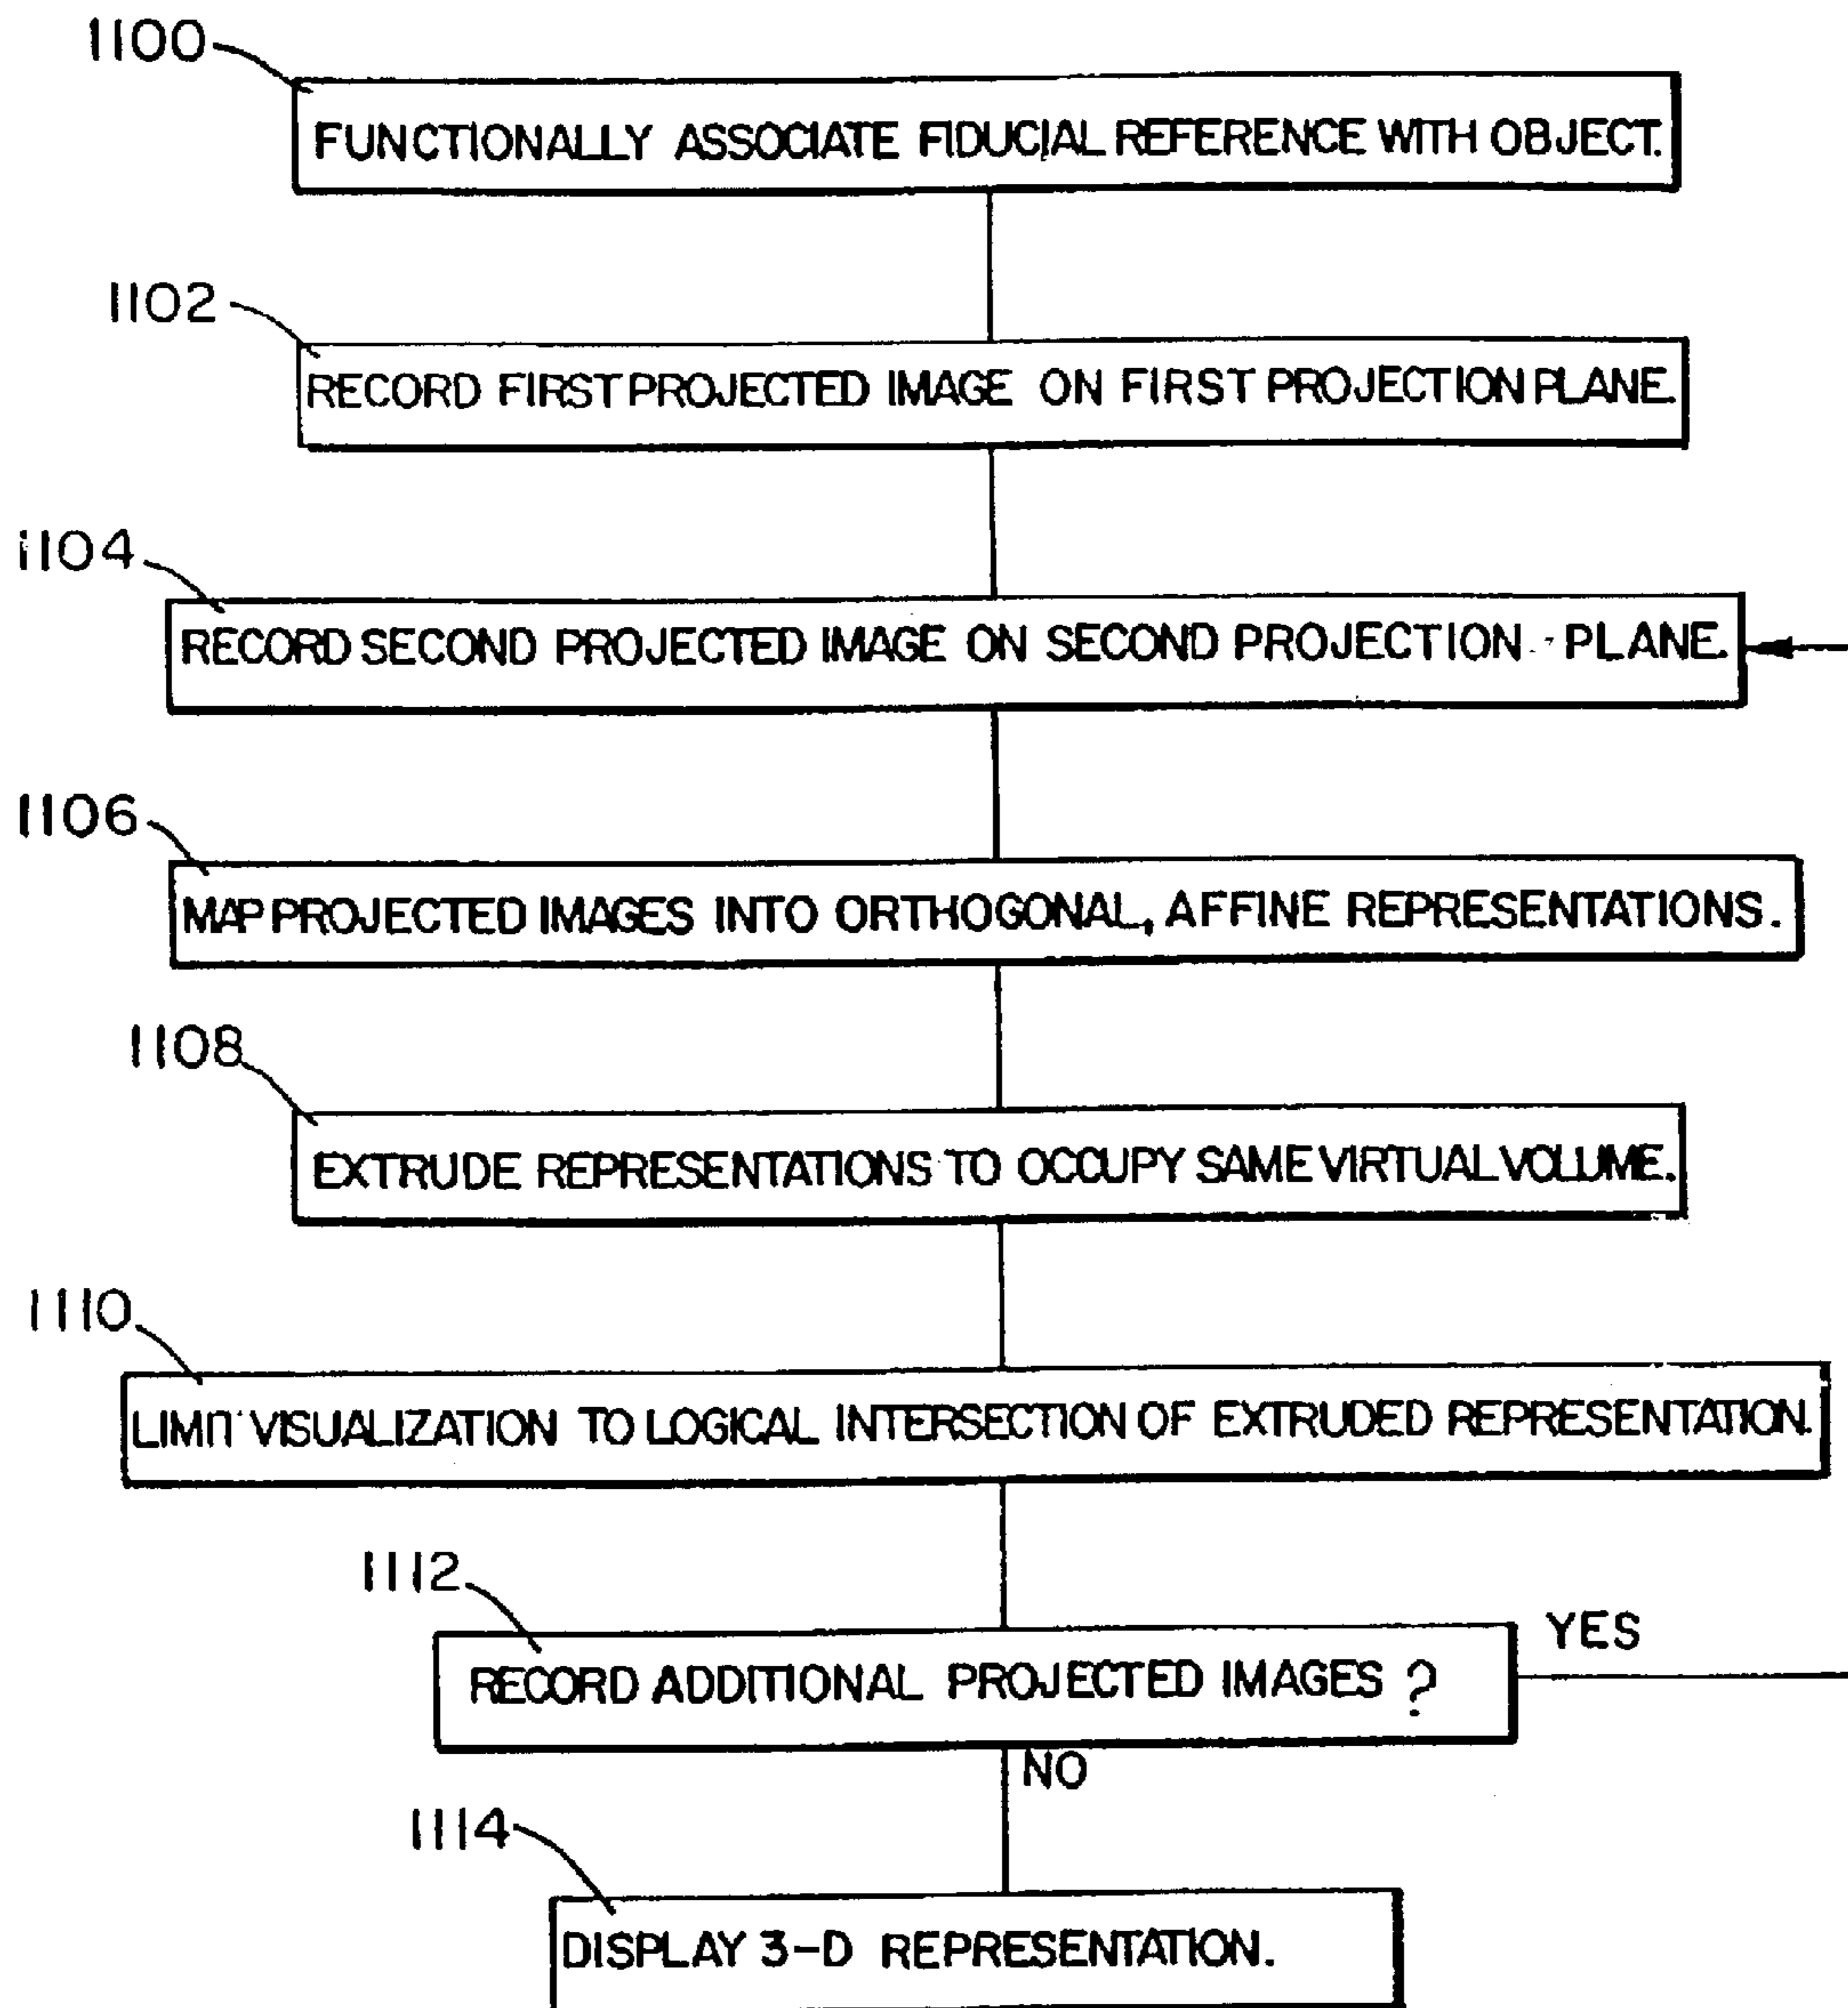 1100
FUNCTIONALLY ASSOCIATE FIDUCIAL REFERENCE WITH OBJECT.
1102
RECORD FIRST PROJECTED IMAGE ON FIRST PROJECTION PLANE.
1104
RECORD SECOND PROJECTED IMAGE ON SECOND PROJECTION PLANE.
1106
MAP PROJECTED IMAGES INTO ORTHOGONAL, AFFINE REPRESENTATIONS.
1108
EXTRUDE REPRESENTATIONS TO OCCUPY SAME VIRTUAL VOLUME.
1110
LIMIT VISUALIZATION TO LOGICAL INTERSECTION OF EXTRUDED REPRESENTATION.
1112
YES
RECORD ADDITIONAL PROJECTED IMAGES ?
NO
1114
DISPLAY 3-D REPRESENTATION.